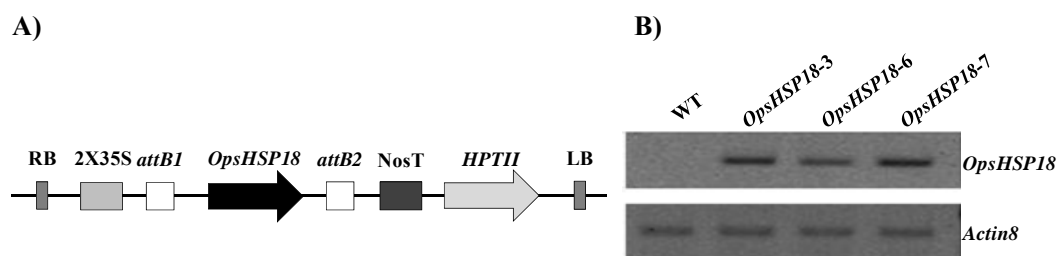 A)
RB 2X35S attB1 OpsHSP18 attB2 NosT HPTII LB
B)
WT
OpsHSP18-3
OpsHSP18-6
OpsHSP18-7
OpsHSP18
Actin8